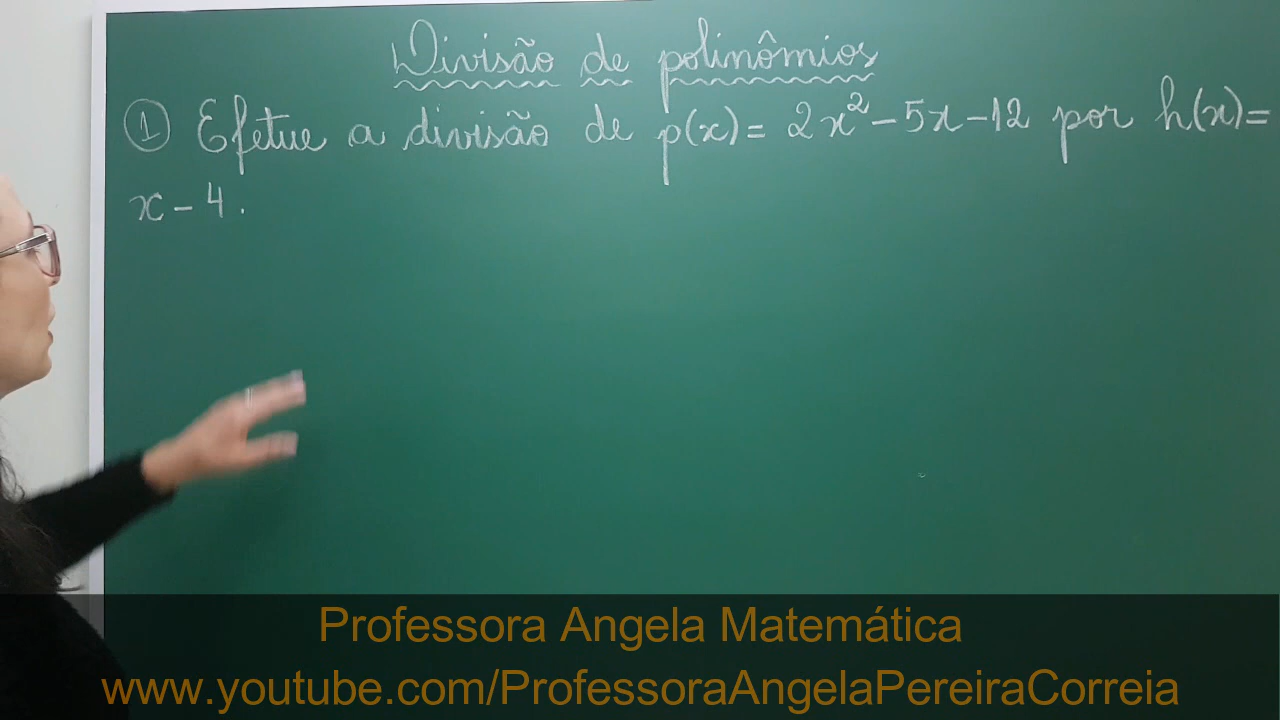 Divisão de polinômios
① Efetue a divisão de p(x) = 2x² - 5x - 12 por h(x) =
x - 4.
Professora Angela Matemática
www.youtube.com/ProfessoraAngelaPereiraCorreia